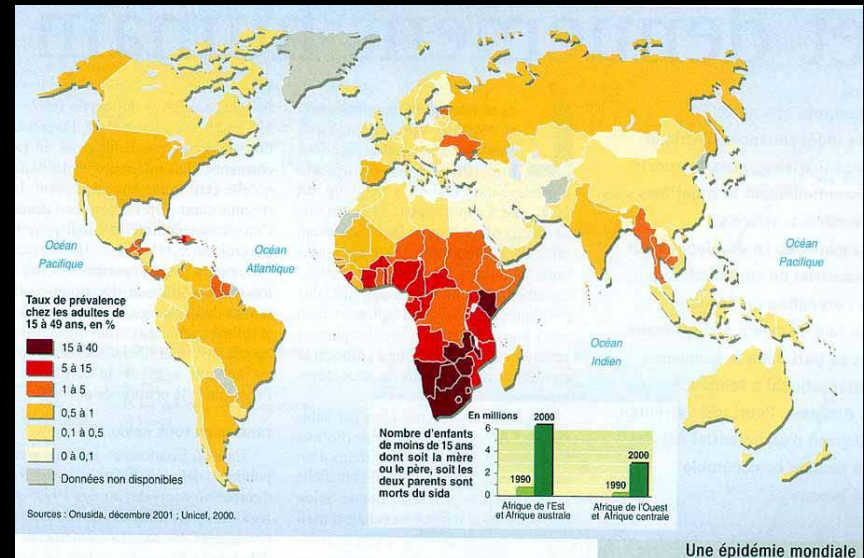 Océan
Pacifique
Océan
Atlantique
Océan
Pacifique
Océan
Indien
Taux de prévalence
chez les adultes de
15 à 49 ans, en %
15 à 40
5 à 15
1 à 5
0,5 à 1
0,1 à 0,5
0 à 0,1
Données non disponibles
Nombre d'enfants
de moins de 15 ans
dont soit la mère
ou le père, soit les
deux parents sont
morts du sida
En millions
6
4
2
0
1990
2000
Afrique de l'Est
et Afrique australe
1990
2000
Afrique de l'Ouest
et Afrique centrale
Sources : Onusida, décembre 2001 ; Unicef, 2000.
Une épidémie mondiale